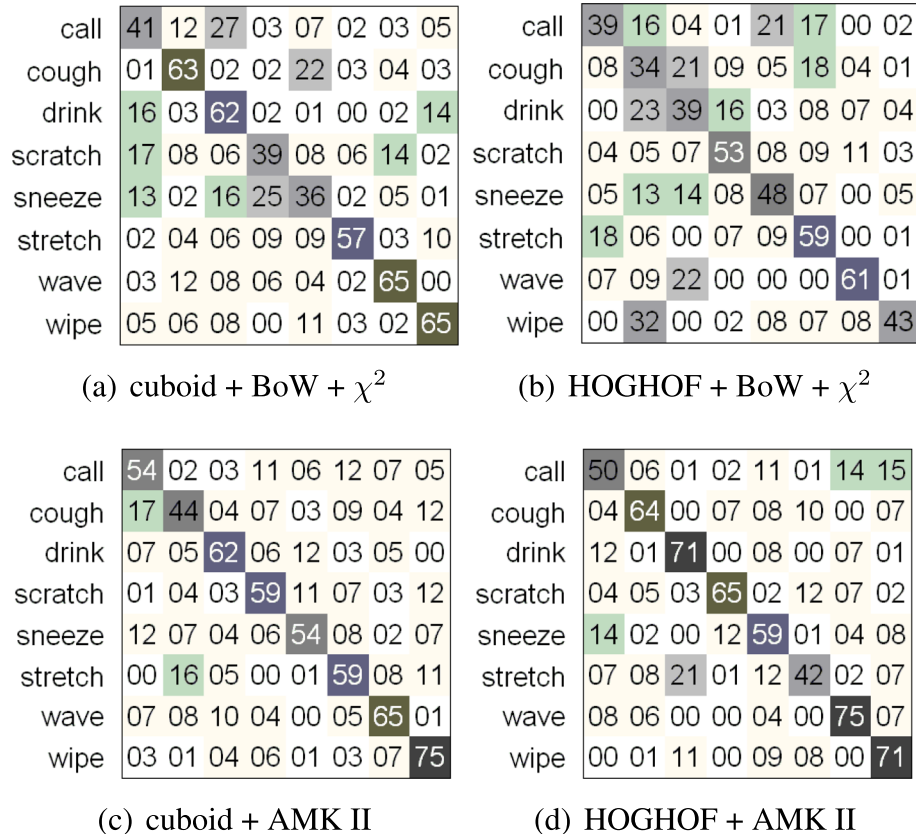 call 41 12 27 03 07 02 03 05
cough 01 63 02 02 22 03 04 03
drink 16 03 62 02 01 00 02 14
scratch 17 08 06 39 08 06 14 02
sneeze 13 02 16 25 36 02 05 01
stretch 02 04 06 09 09 57 03 10
wave 03 12 08 06 04 02 65 00
wipe 05 06 08 00 11 03 02 65
(a) cuboid + BoW + χ²
call 39 16 04 01 21 17 00 02
cough 08 34 21 09 05 18 04 01
drink 00 23 39 16 03 08 07 04
scratch 04 05 07 53 08 09 11 03
sneeze 05 13 14 08 48 07 00 05
stretch 18 06 00 07 09 59 00 01
wave 07 09 22 00 00 00 61 01
wipe 00 32 00 02 08 07 08 43
(b) HOGHOF + BoW + χ²
call 54 02 03 11 06 12 07 05
cough 17 44 04 07 03 09 04 12
drink 07 05 62 06 12 03 05 00
scratch 01 04 03 59 11 07 03 12
sneeze 12 07 04 06 54 08 02 07
stretch 00 16 05 00 01 59 08 11
wave 07 08 10 04 00 05 65 01
wipe 03 01 04 06 01 03 07 75
(c) cuboid + AMK II
call 50 06 01 02 11 01 14 15
cough 04 64 00 07 08 10 00 07
drink 12 01 71 00 08 00 07 01
scratch 04 05 03 65 02 12 07 02
sneeze 14 02 00 12 59 01 04 08
stretch 07 08 21 01 12 42 02 07
wave 08 06 00 00 04 00 75 07
wipe 00 01 11 00 09 08 00 71
(d) HOGHOF + AMK II